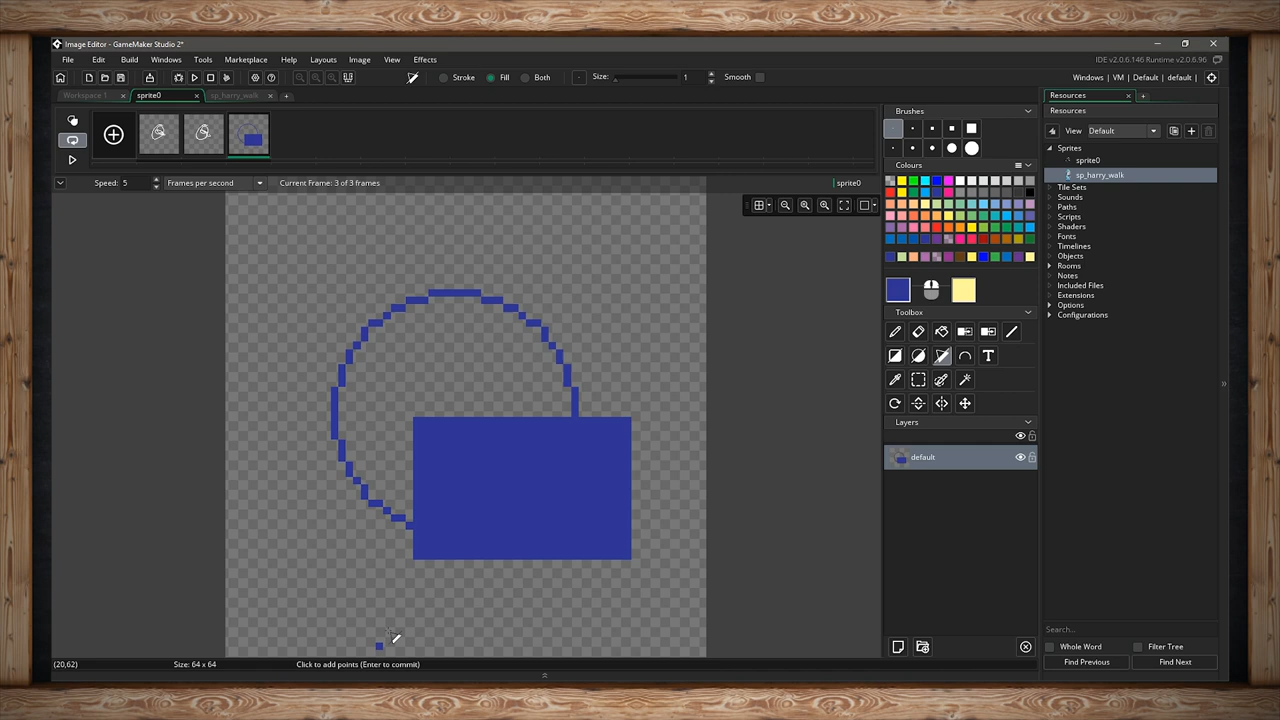 Image Editor - GameMaker Studio 2*
File Edit Build Windows Tools Marketplace Help Layouts Image View Effects
IDE v2.0.6.146 Runtime v2.0.6.96
Stroke Fill Both Size: 1 Smooth
Windows | VM | Default | default |
Workspace 1 sprite0 sp_harry_walk
Resources
Brushes
Resources
View Default
Sprites
sprite0
sp_harry_walk
Tile Sets
Sounds
Paths
Scripts
Shaders
Fonts
Timelines
Objects
Rooms
Notes
Included Files
Extensions
Options
Configurations
Colours
Speed: 5 Frames per second Current Frame: 3 of 3 frames sprite0
Toolbox
T
Layers
default
Search...
Whole Word Filter Tree
Find Previous Find Next
(20,62) Size: 64 x 64 Click to add points (Enter to commit)